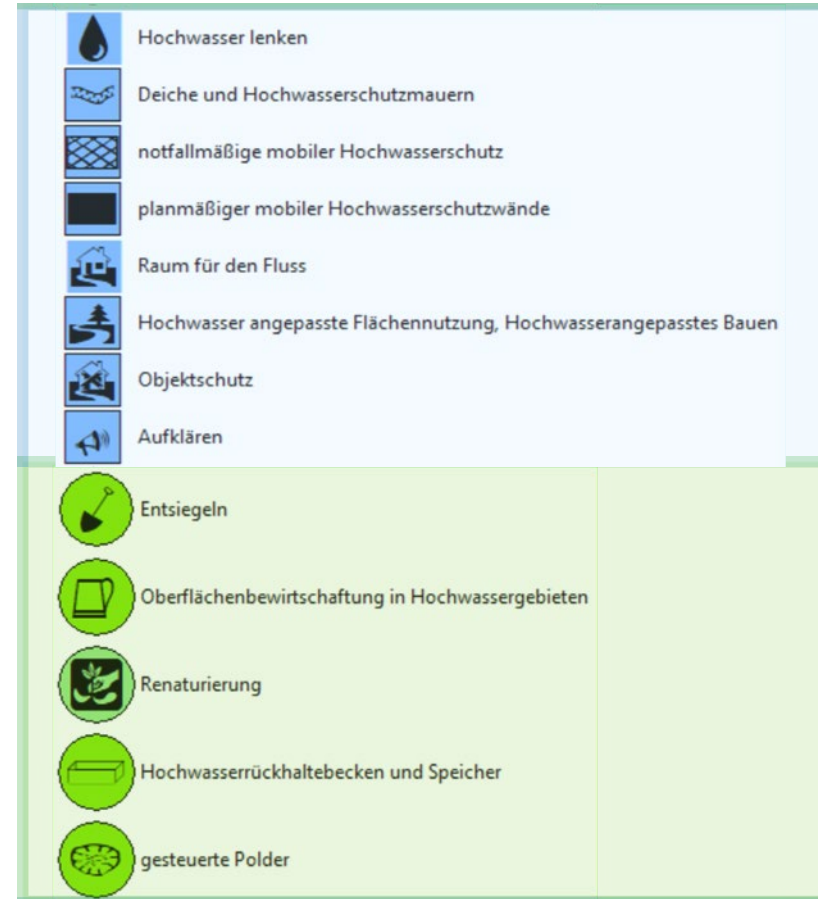 Hochwasser lenken
Deiche und Hochwasserschutzmauern
notfallmäßige mobiler Hochwasserschutz
planmäßiger mobiler Hochwasserschutzwände
Raum für den Fluss
Hochwasser angepasste Flächennutzung, Hochwasserangepasstes Bauen
Objektschutz
Aufklären
Entsiegeln
Oberflächenbewirtschaftung in Hochwassergebieten
Renaturierung
Hochwasserrückhaltebecken und Speicher
gesteuerte Polder